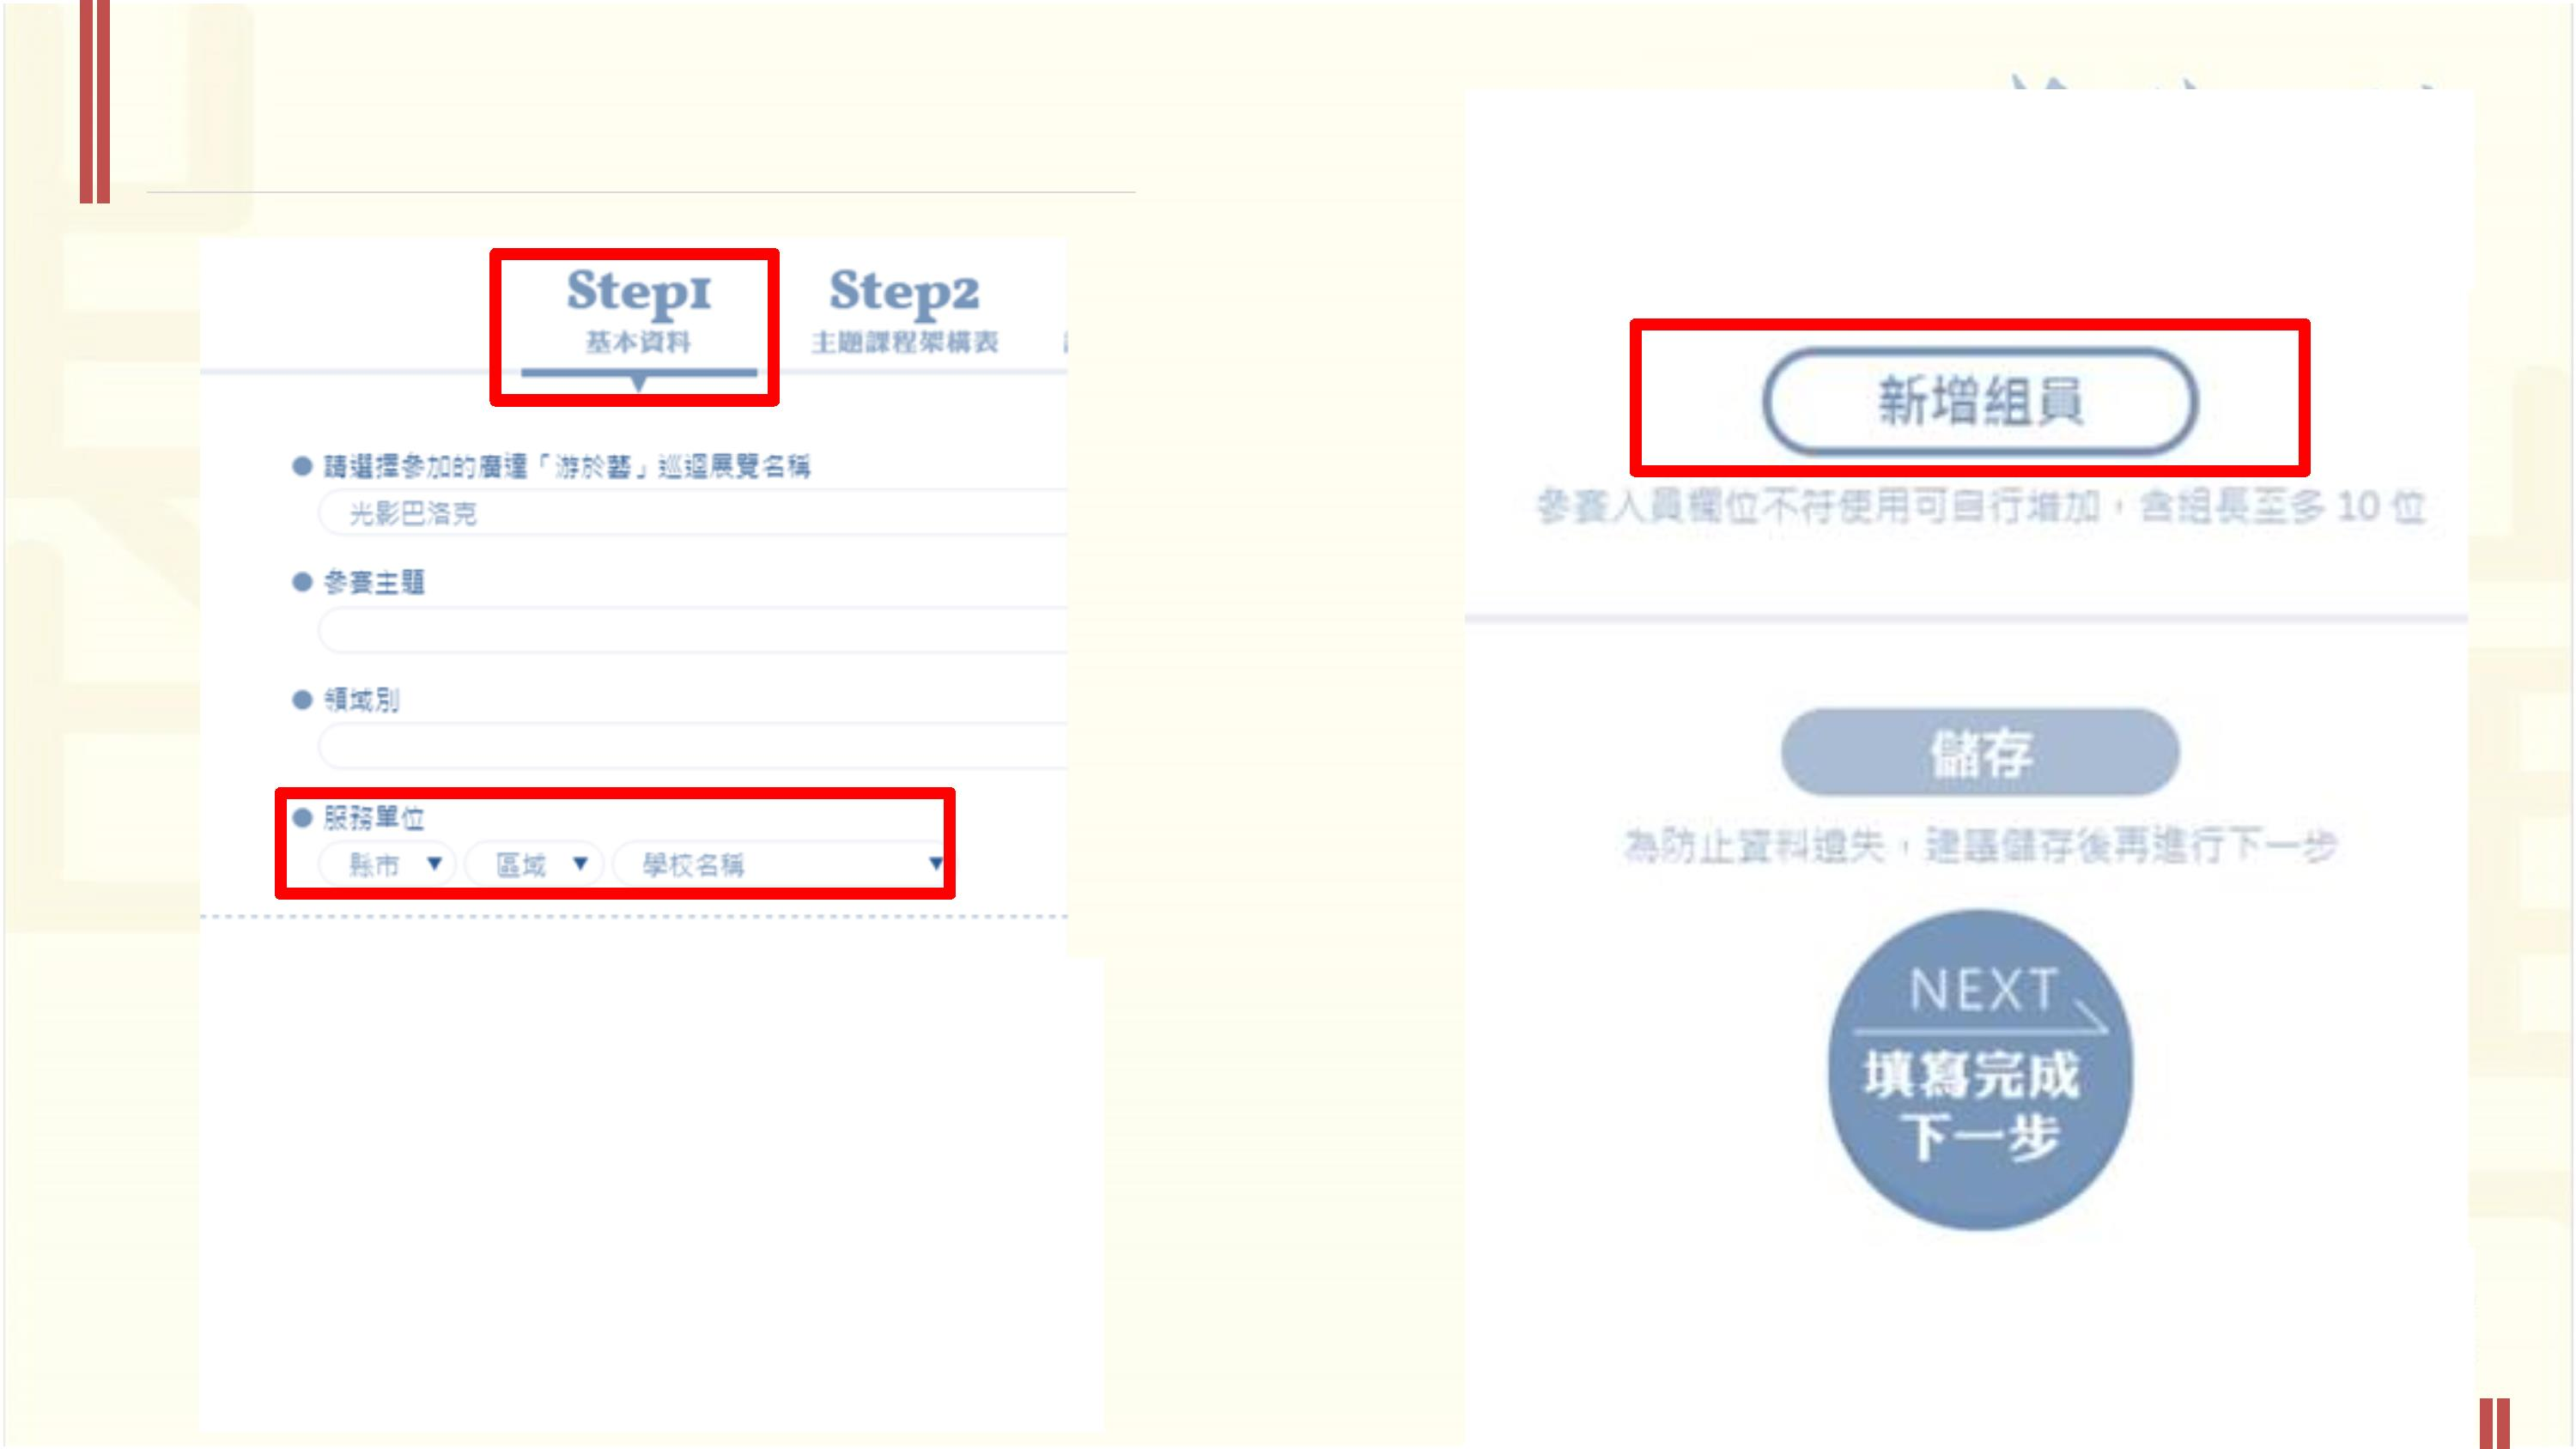 Step1
基本資料
Step2
主題課程架構表
請選擇參加的廣達「游於藝」巡迴展覽名稱
光影巴洛克
參賽主題
領域別
服務單位
縣市
區域
學校名稱
新增組員
參賽人員欄位不符使用可自行增加，含組長至多 10 位
儲存
為防止資料遺失，建議儲存後再進行下一步
NEXT
填寫完成
下一步